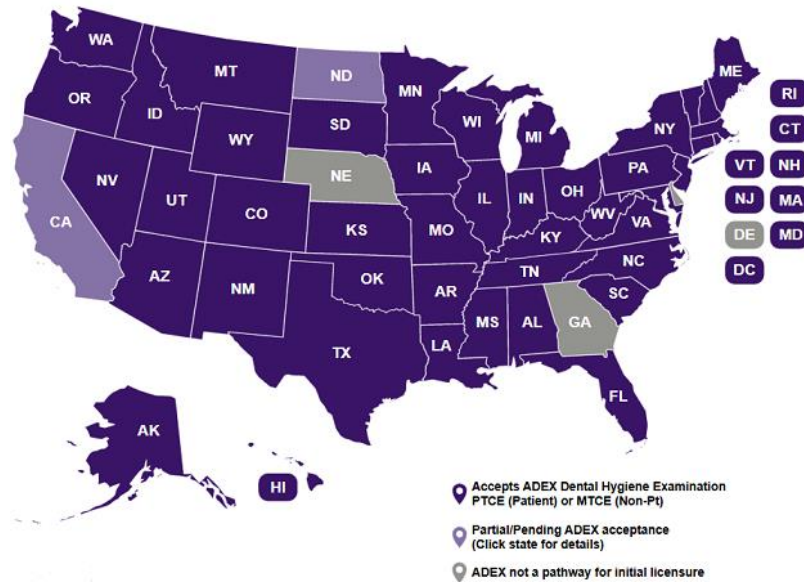 WA
MT
ND
MN
ME
RI
OR
ID
SD
WI
MI
NY
CT
WY
VT
NH
NE
IA
PA
NV
UT
CO
IL
IN
OH
NJ
MA
CA
KS
MO
WV
VA
KY
DE
MD
AZ
NM
OK
AR
TN
NC
DC
SC
MS
AL
GA
TX
LA
FL
AK
HI
Accepts ADEX Dental Hygiene Examination
PTCE (Patient) or MTCE (Non-Pt)
Partial/Pending ADEX acceptance
(Click state for details)
ADEX not a pathway for initial licensure